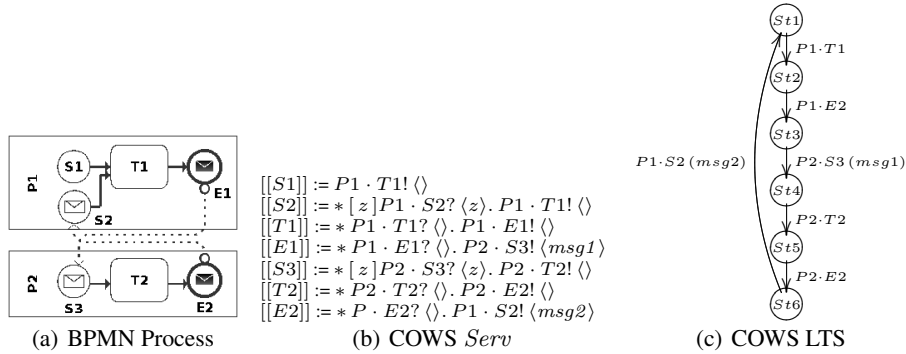 P1
S1
T1
E1
S2
P2
S3
T2
E2
(a) BPMN Process
[[S1]] := P1 · T1! ⟨⟩
[[S2]] := ∗ [ z ]P1 · S2? ⟨z⟩. P1 · T1! ⟨⟩
[[T1]] := ∗ P1 · T1? ⟨⟩. P1 · E1! ⟨⟩
[[E1]] := ∗ P1 · E1? ⟨⟩. P2 · S3! ⟨msg1⟩
[[S3]] := ∗ [ z ]P2 · S3? ⟨z⟩. P2 · T2! ⟨⟩
[[T2]] := ∗ P2 · T2? ⟨⟩. P2 · E2! ⟨⟩
[[E2]] := ∗ P · E2? ⟨⟩. P1 · S2! ⟨msg2⟩
(b) COWS Serv
St1
P1·T1
St2
P1·E2
St3
P1·S2 (msg2)
P2·S3 (msg1)
St4
P2·T2
St5
P2·E2
St6
(c) COWS LTS